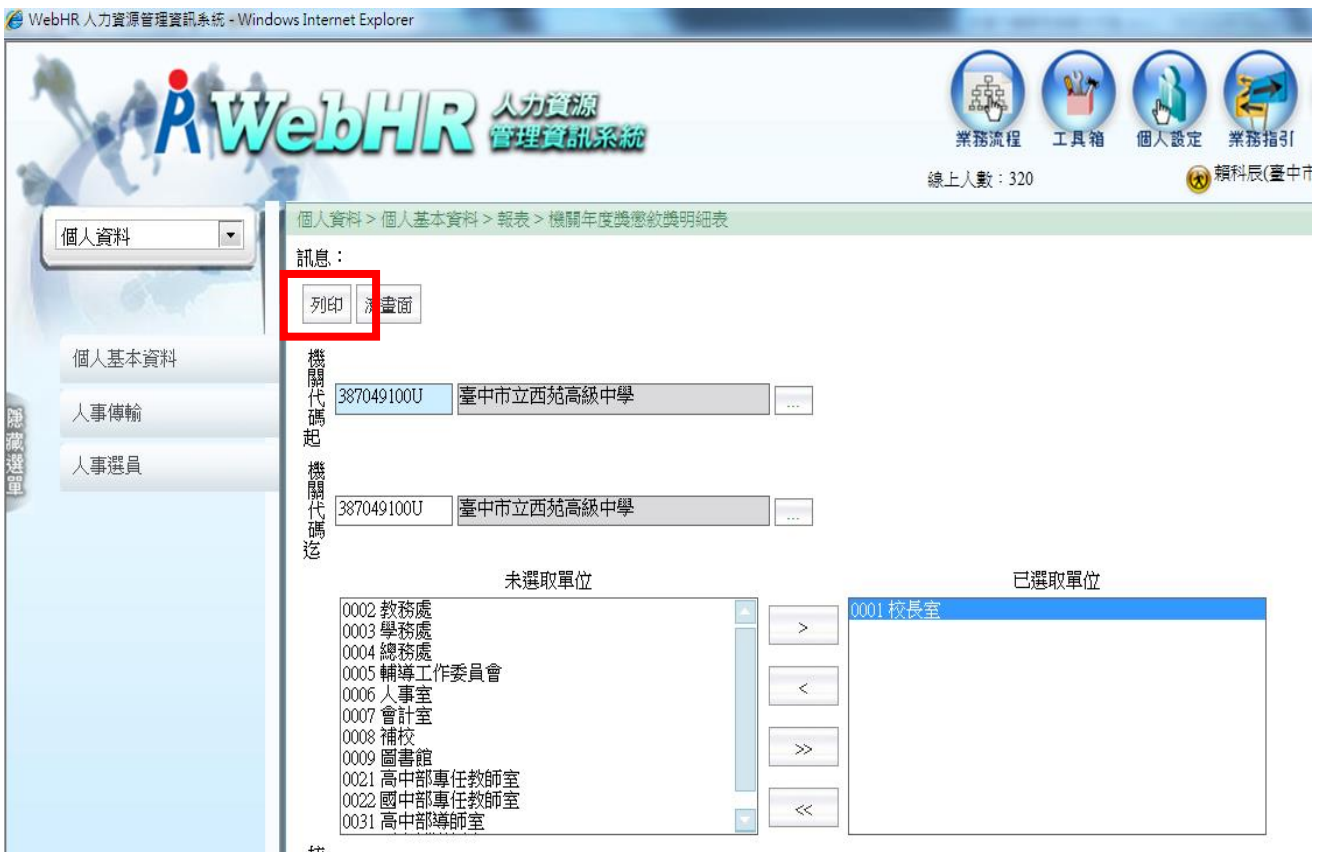 WebHR 人力資源管理資訊系統 - Windows Internet Explorer
WebHR 人力資源
管理資訊系統
業務流程 工具箱 個人設定 業務指引
線上人數：320
賴科辰(臺中市
個人資料
個人資料 > 個人基本資料 > 報表 > 機關年度獎懲敘獎明細表
訊息：
列印 畫面
個人基本資料
人事傳輸
人事選員
隱藏選單
機關代碼起
387049100U 臺中市立西苑高級中學 ...
機關代碼迄
387049100U 臺中市立西苑高級中學 ...
未選取單位
已選取單位
0002 教務處
0003 學務處
0004 總務處
0005 輔導工作委員會
0006 人事室
0007 會計室
0008 補校
0009 圖書館
0021 高中部專任教師室
0022 國中部專任教師室
0031 高中部導師室
>
<
>>
<<
0001 校長室